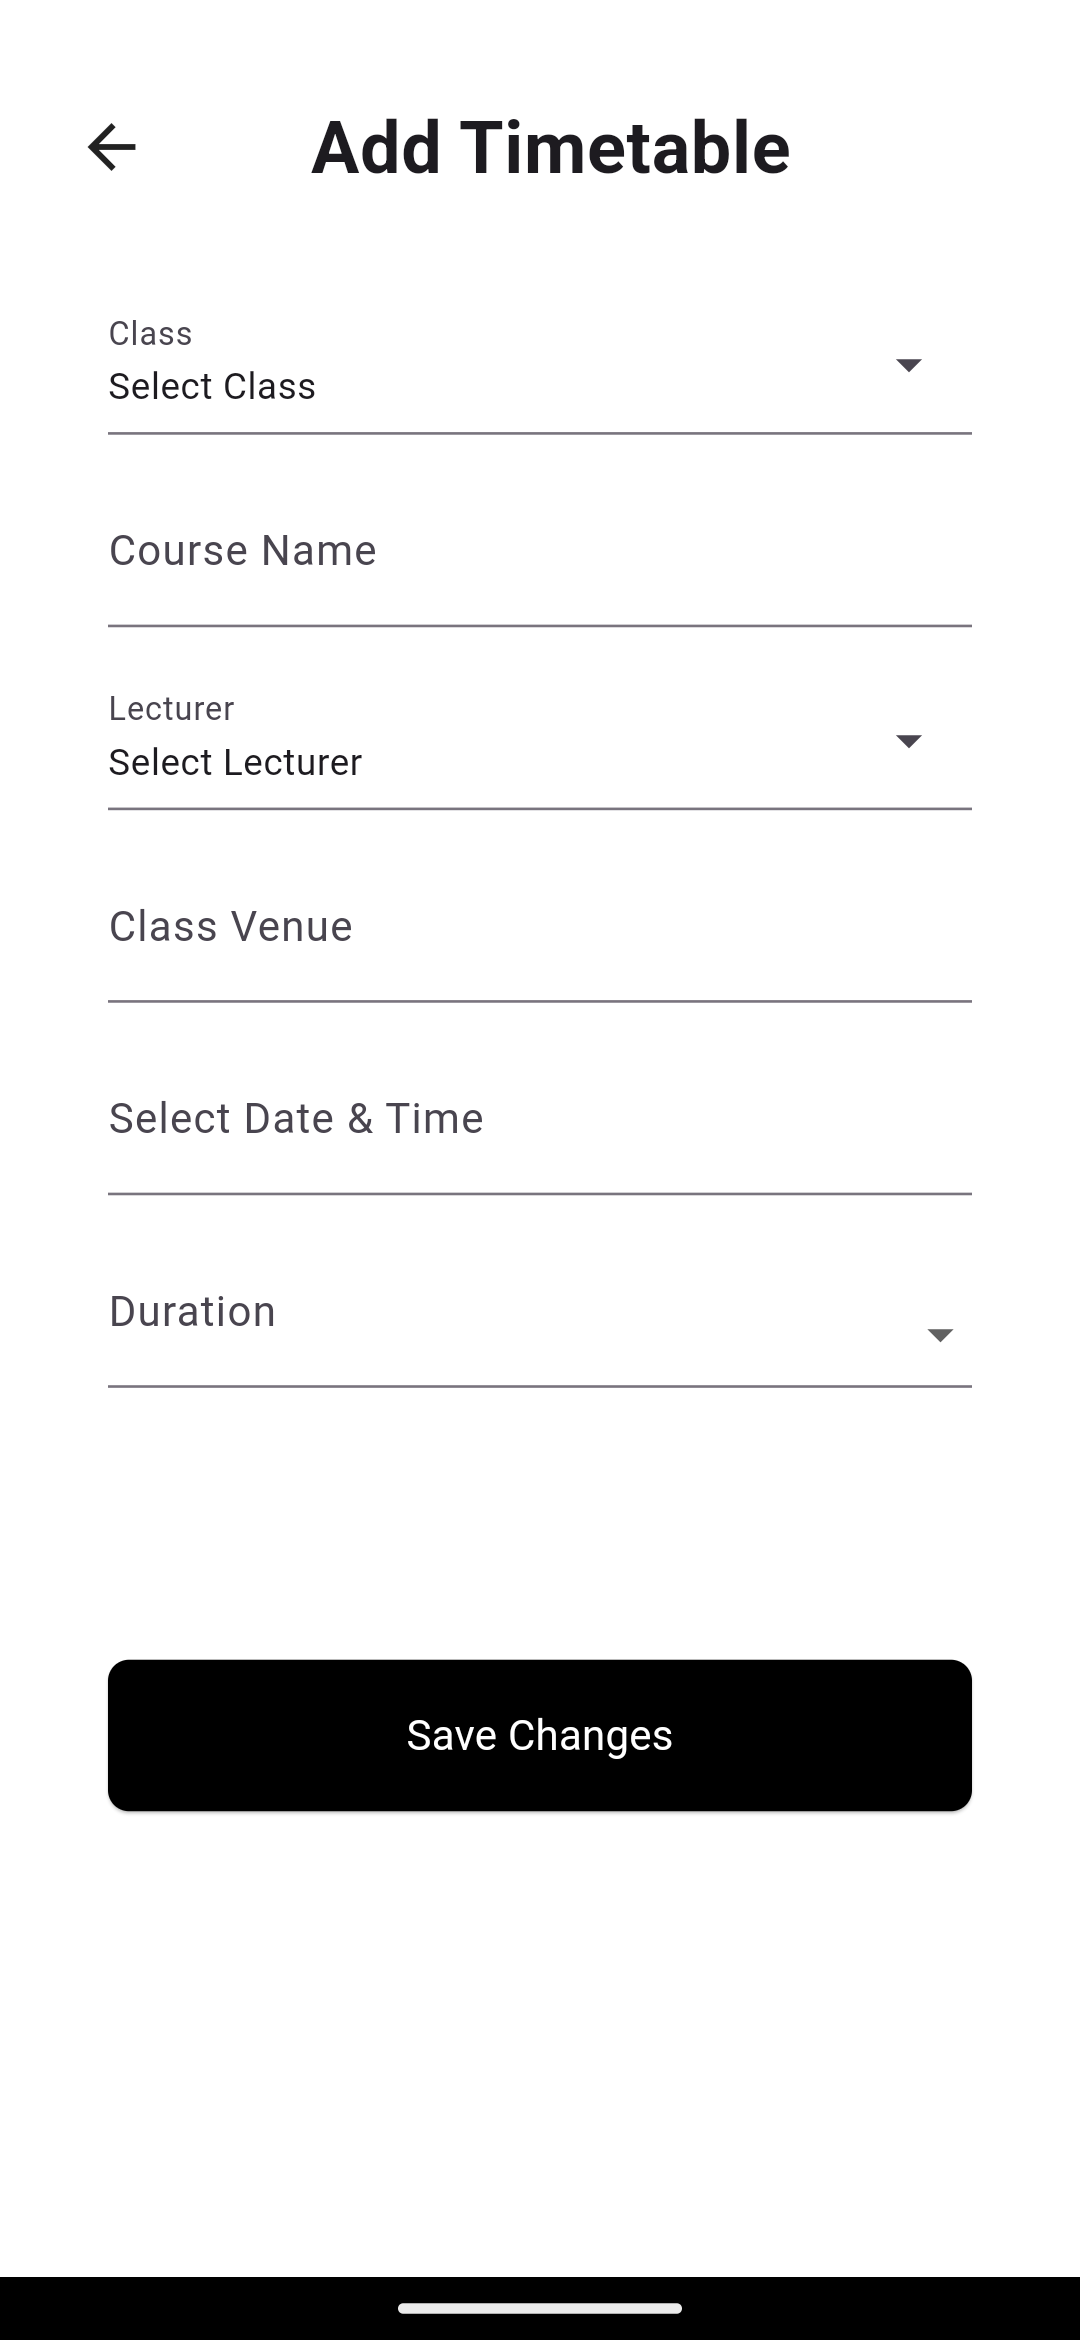 Add Timetable
Class
Select Class
Course Name
Lecturer
Select Lecturer
Class Venue
Select Date & Time
Duration
Save Changes